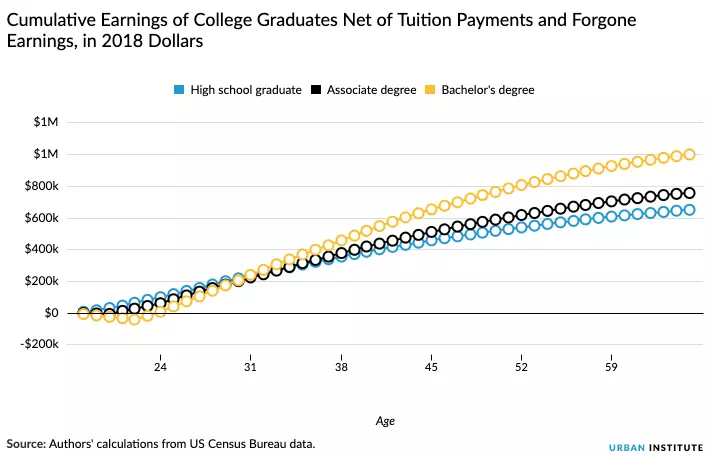 Cumulative Earnings of College Graduates Net of Tuition Payments and Forgone
Earnings, in 2018 Dollars
High school graduate Associate degree Bachelor's degree
$1M
$1M
$800k
$600k
$400k
$200k
$0
-$200k
24 31 38 45 52 59
Age
Source: Authors' calculations from US Census Bureau data.
URBAN INSTITUTE